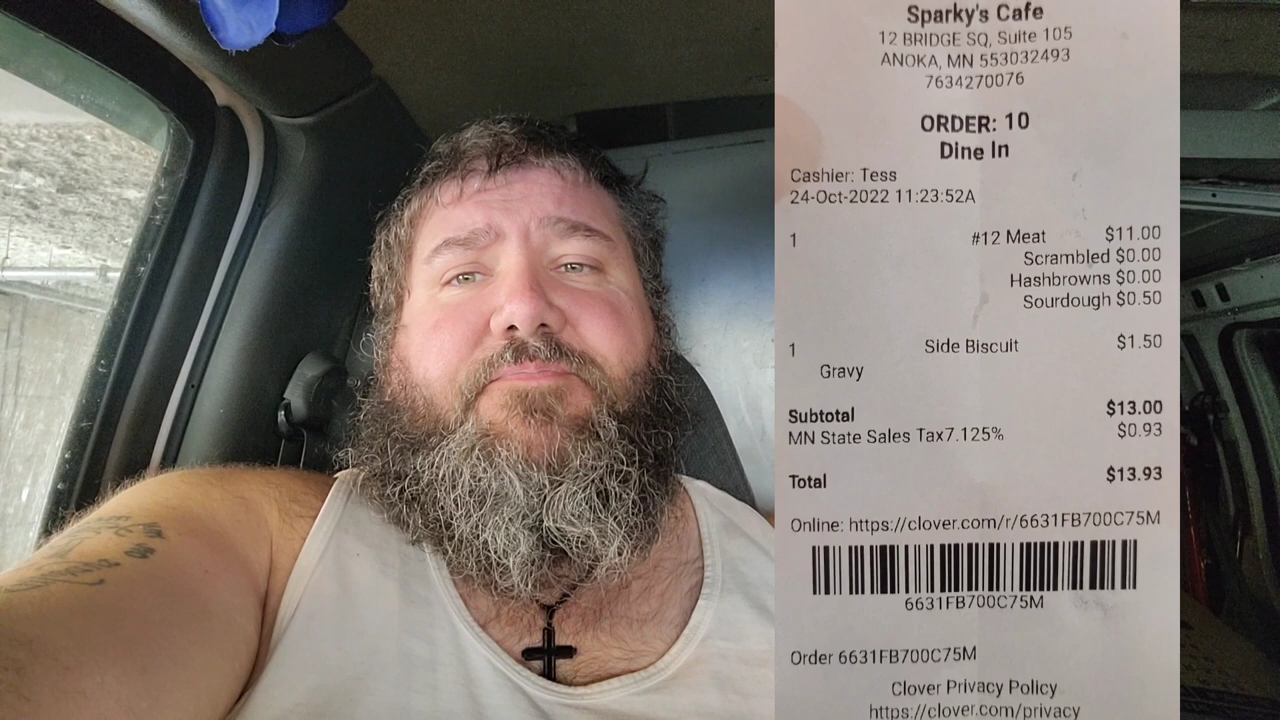 Sparky's Cafe
12 BRIDGE SQ, Suite 105
ANOKA, MN 553032493
7634270076
ORDER: 10
Dine In
Cashier: Tess
24-Oct-2022 11:23:52A
1 #12 Meat $11.00
Scrambled $0.00
Hashbrowns $0.00
Sourdough $0.50
1 Side Biscuit $1.50
Gravy
Subtotal $13.00
MN State Sales Tax7.125% $0.93
Total $13.93
Online: https://clover.com/r/6631FB700C75M
6631FB700C75M
Order 6631FB700C75M
Clover Privacy Policy
https://clover.com/privacy